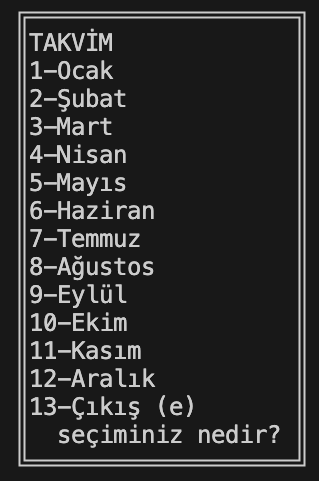 TAKVİM
1-Ocak
2-Şubat
3-Mart
4-Nisan
5-Mayıs
6-Haziran
7-Temmuz
8-Ağustos
9-Eylül
10-Ekim
11-Kasım
12-Aralık
13-Çıkış (e)
seçiminiz nedir?